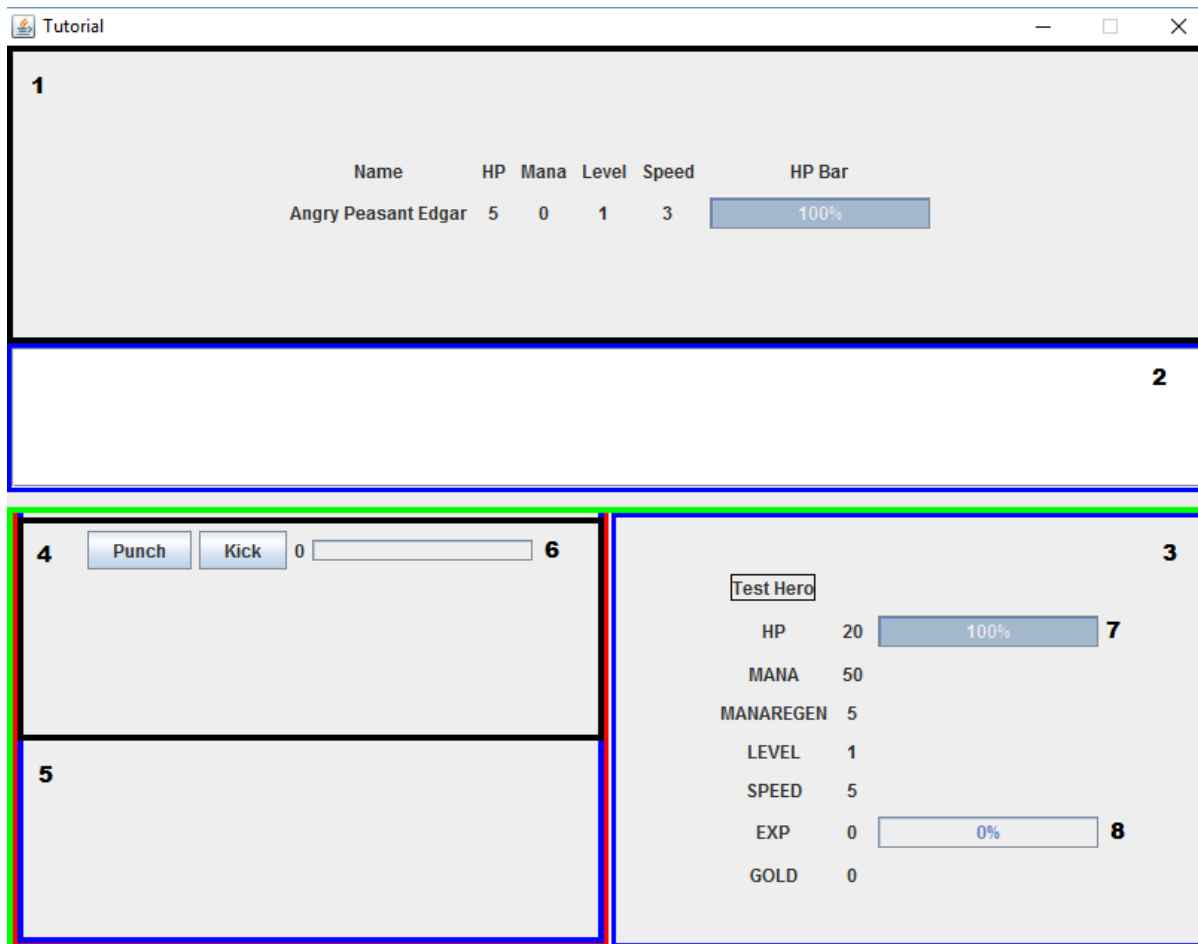 Tutorial
1
Name HP Mana Level Speed HP Bar
Angry Peasant Edgar 5 0 1 3 100%
2
4 Punch Kick 0 6
5
3
Test Hero
HP 20 100% 7
MANA 50
MANAREGEN 5
LEVEL 1
SPEED 5
EXP 0 0% 8
GOLD 0